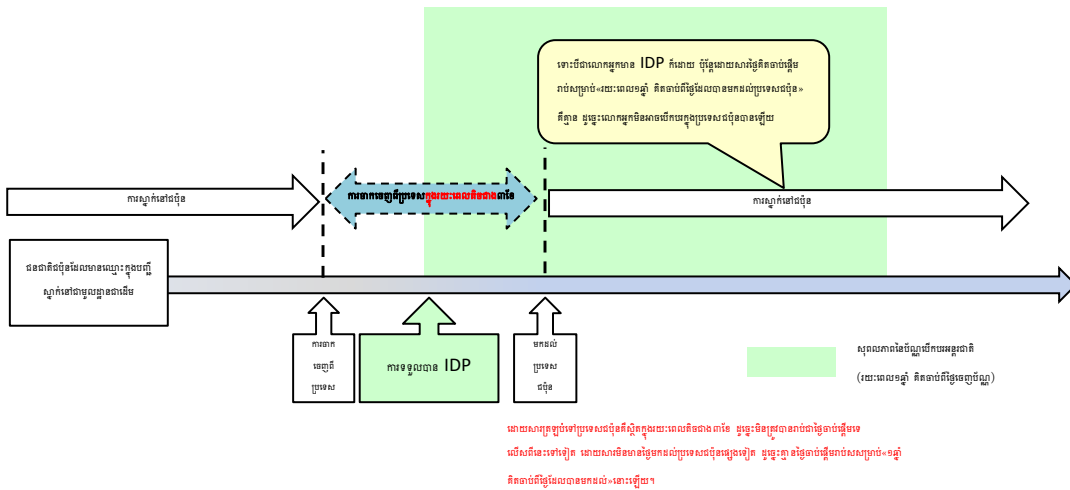 ទោះបីជាលោកអ្នកមាន IDP ក៏ដោយ ប៉ុន្តែដោយសារថ្ងៃគិតចាប់ផ្តើម
រាប់សម្រាប់«រយៈពេល១ឆ្នាំ គិតចាប់ពីថ្ងៃដែលបានមកដល់ប្រទេសជប៉ុន»
គឺគ្មាន ដូច្នេះលោកអ្នកមិនអាចបើកបរក្នុងប្រទេសជប៉ុនបានឡើយ
ការស្នាក់នៅជប៉ុន
ការចាកចេញពីប្រទេសក្នុងរយៈពេលតិចជាង៣ខែ
ការស្នាក់នៅជប៉ុន
ជនជាតិជប៉ុនដែលមានឈ្មោះក្នុងបញ្ជី
ស្នាក់នៅជាមូលដ្ឋានជាដើម
ការចាក
ចេញពី
ប្រទេស
ការទទួលបាន IDP
មកដល់
ប្រទេស
ជប៉ុន
សុពលភាពនៃប័ណ្ណបើកបរអន្តរជាតិ
(រយៈពេល១ឆ្នាំ គិតចាប់ពីថ្ងៃចេញប័ណ្ណ)
ដោយសារត្រឡប់ទៅប្រទេសជប៉ុនគឺស្ថិតក្នុងរយៈពេលតិចជាង៣ខែ ដូច្នេះមិនត្រូវបានរាប់ជាថ្ងៃចាប់ផ្តើមទេ
លើសពីនេះទៅទៀត ដោយសារមិនមានថ្ងៃមកដល់ប្រទេសជប៉ុនផ្សេងទៀត ដូច្នេះគ្មានថ្ងៃចាប់ផ្តើមរាប់សសម្រាប់«១ឆ្នាំ
គិតចាប់ពីថ្ងៃដែលបានមកដល់»នោះឡើយ។